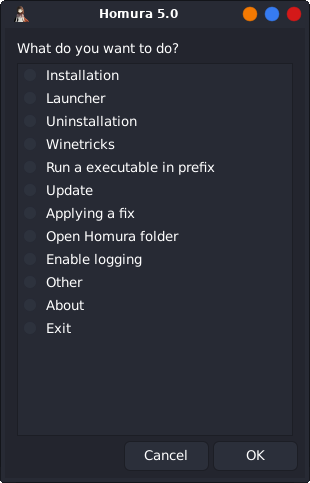 Homura 5.0
What do you want to do?
Installation
Launcher
Uninstallation
Winetricks
Run a executable in prefix
Update
Applying a fix
Open Homura folder
Enable logging
Other
About
Exit
Cancel
OK